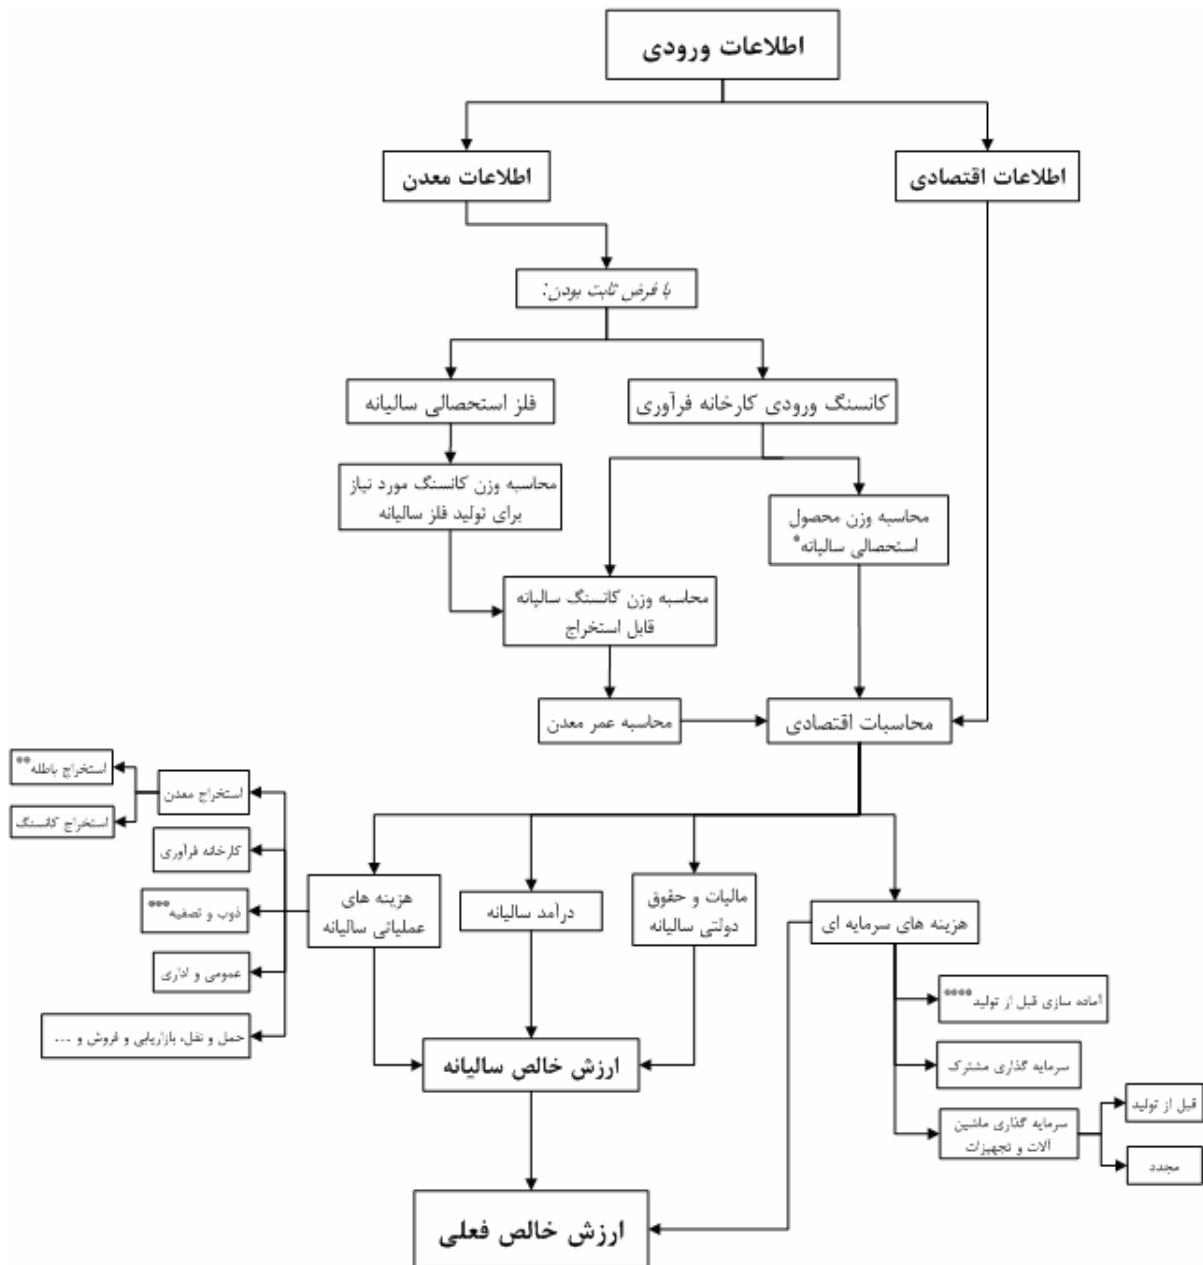 اطلاعات ورودی
اطلاعات معدن
اطلاعات اقتصادی
با فرض ثابت بودن:
فلز استحصالی سالیانه
کانسنگ ورودی کارخانه فرآوری
محاسبه وزن کانسنگ مورد نیاز
برای تولید فلز سالیانه
محاسبه وزن محصول
استحصالی سالیانه*
محاسبه وزن کانسنگ سالیانه
قابل استخراج
محاسبه عمر معدن
محاسبات اقتصادی
استخراج باطله**
استخراج معدن
استخراج کانسنگ
کارخانه فرآوری
ذوب و تصفیه***
عمومی و اداری
حمل و نقل، بازاریابی و فروش و ...
هزینه های
عملیاتی سالیانه
درآمد سالیانه
مالیات و حقوق
دولتی سالیانه
هزینه های سرمایه ای
آماده سازی قبل از تولید****
سرمایه گذاری مشترک
سرمایه گذاری ماشین
آلات و تجهیزات
قبل از تولید
مجدد
ارزش خالص سالیانه
ارزش خالص فعلی